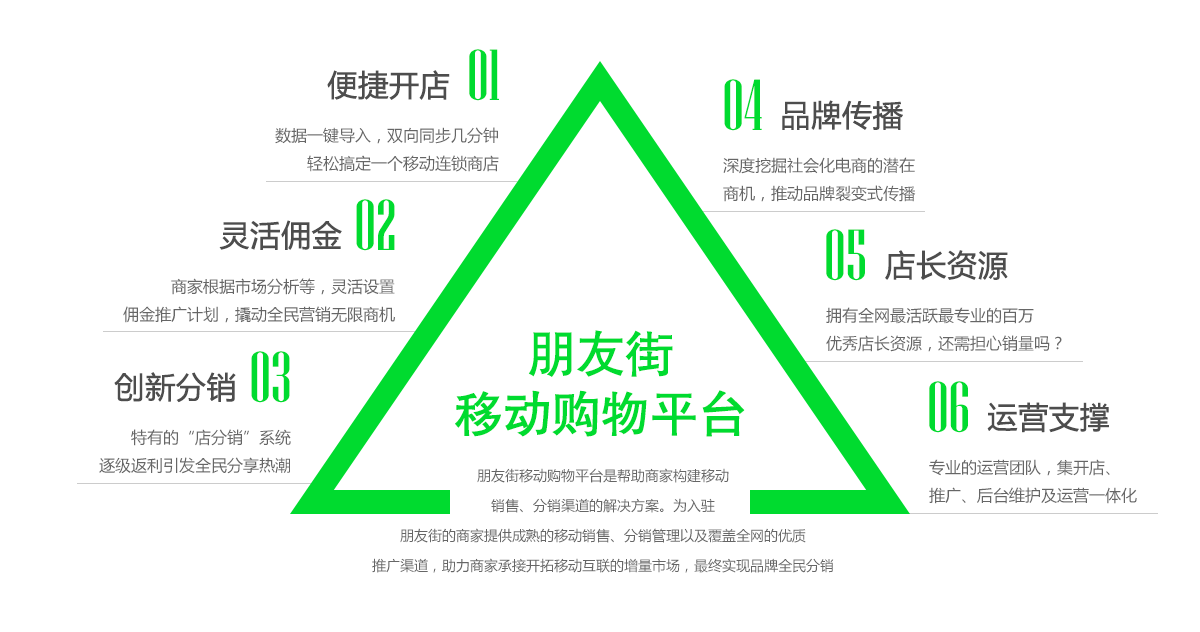 便捷开店 01
数据一键导入，双向同步几分钟
轻松搞定一个移动连锁商店
灵活佣金 02
商家根据市场分析等，灵活设置
佣金推广计划，撬动全民营销无限商机
创新分销 03
特有的“店分销”系统
逐级返利引发全民分享热潮
04 品牌传播
深度挖掘社会化电商的潜在
商机，推动品牌裂变式传播
05 店长资源
拥有全网最活跃最专业的百万
优秀店长资源，还需担心销量吗？
06 运营支撑
专业的运营团队，集开店、
推广、后台维护及运营一体化
朋友街
移动购物平台
朋友街移动购物平台是帮助商家构建移动
销售、分销渠道的解决方案。为入驻
朋友街的商家提供成熟的移动销售、分销管理以及覆盖全网的优质
推广渠道，助力商家承接开拓移动互联的增量市场，最终实现品牌全民分销